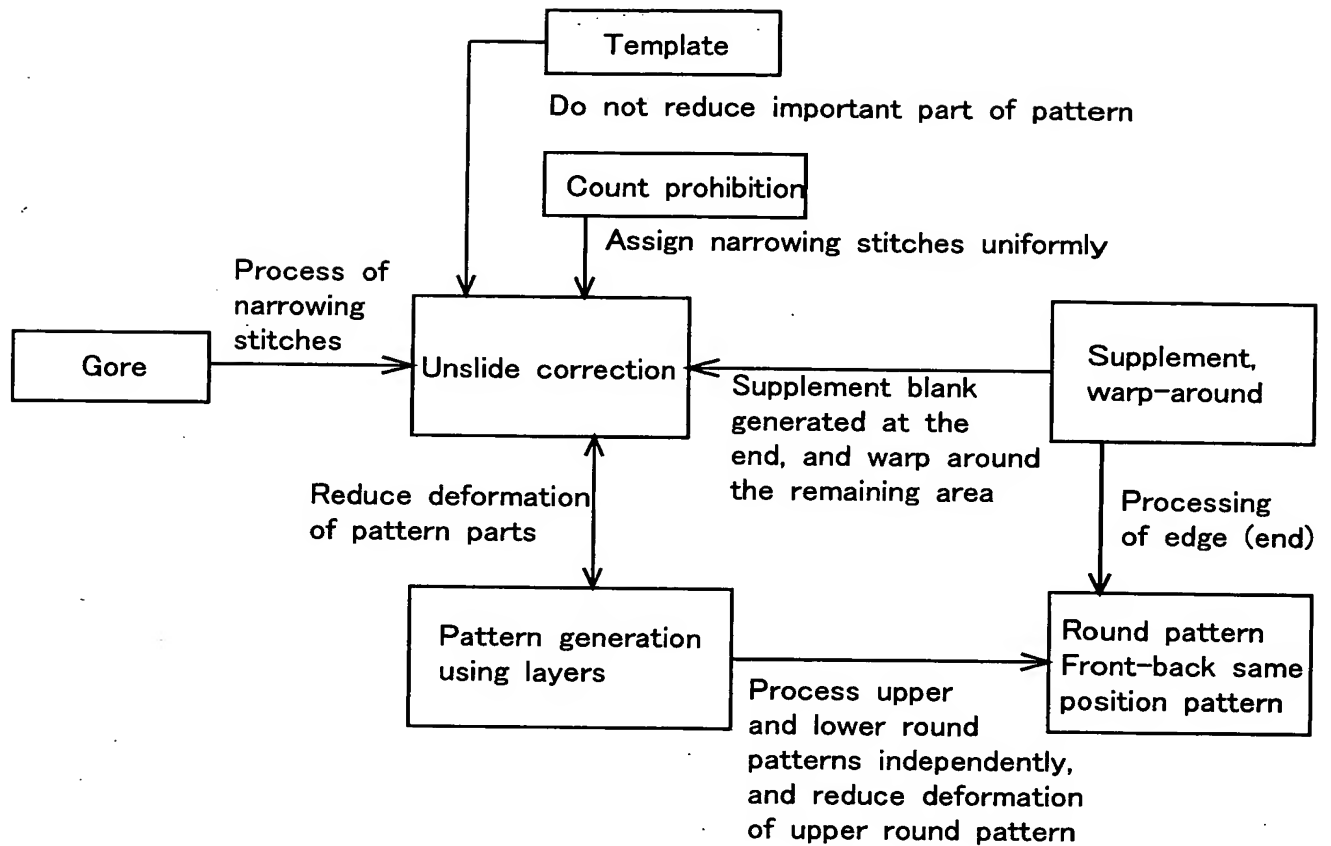 Template
Do not reduce important part of pattern
Count prohibition
Assign narrowing stitches uniformly
Process of
narrowing
stitches
Gore
Unslide correction
Supplement,
warp-around
Supplement blank
generated at the
end, and warp around
the remaining area
Reduce deformation
of pattern parts
Processing
of edge (end)
Pattern generation
using layers
Round pattern
Front-back same
position pattern
Process upper
and lower round
patterns independently,
and reduce deformation
of upper round pattern